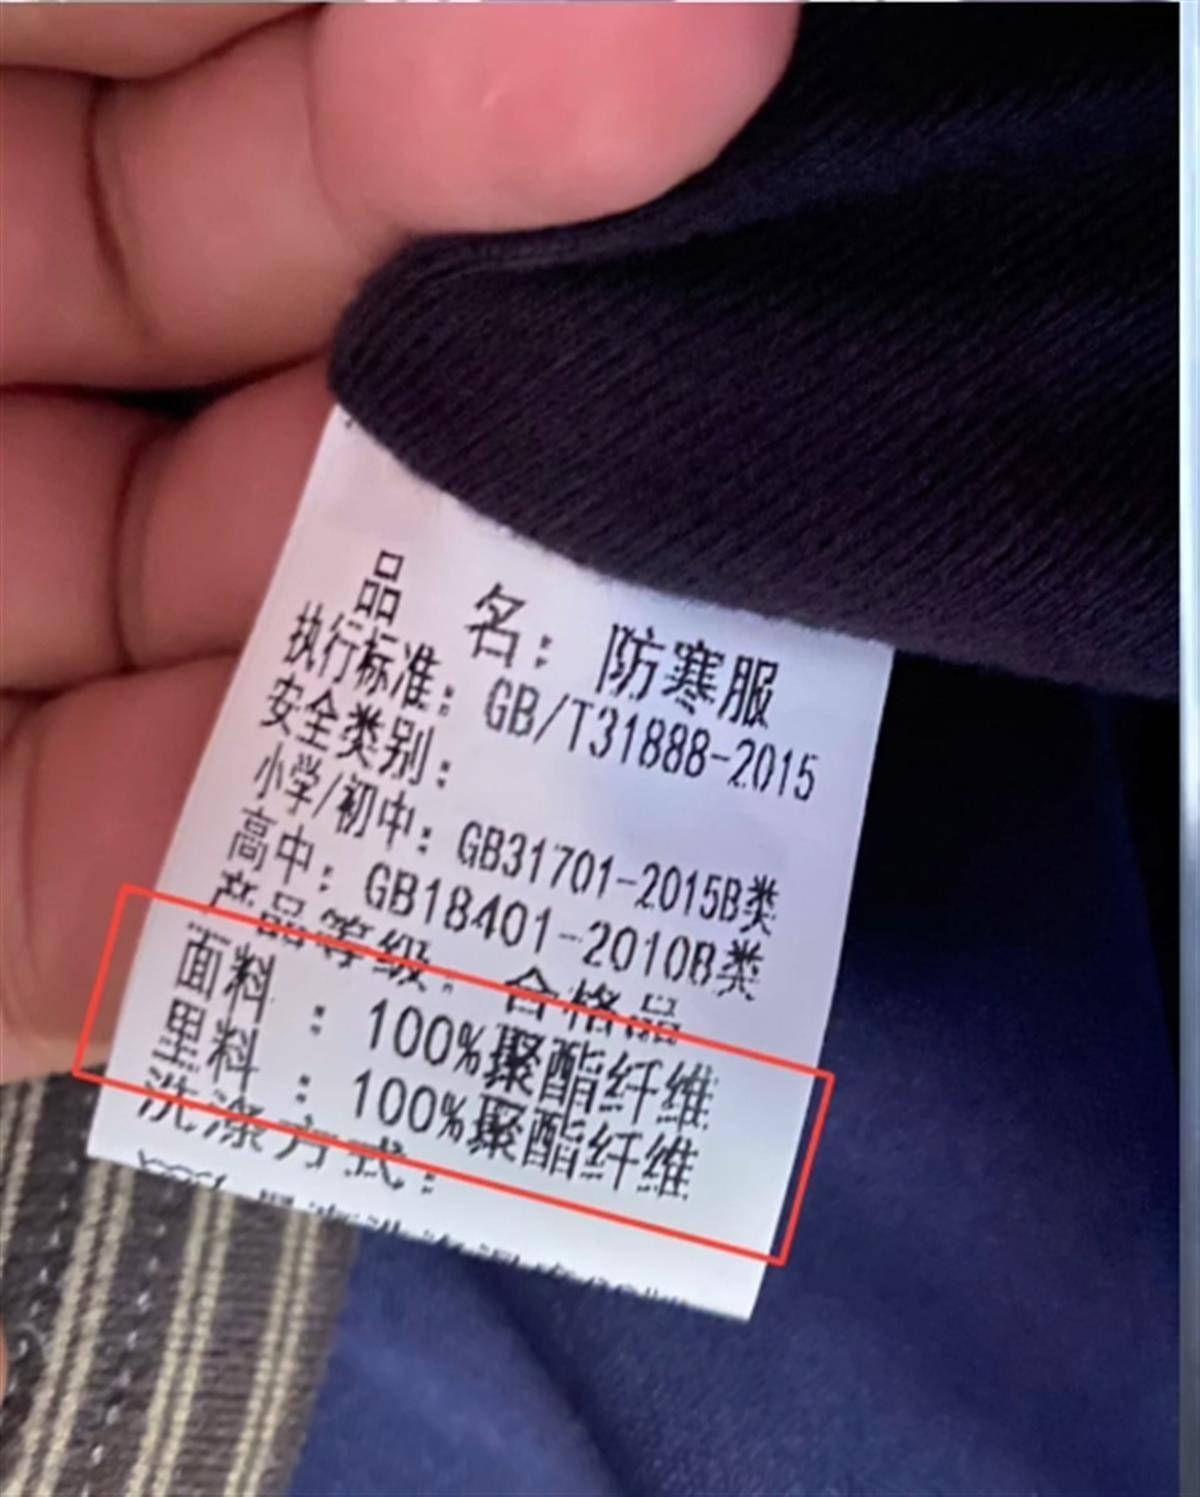 品 名：防寒服
执行标准：GB/T31888-2015
安全类别：
小学/初中：GB31701-2015B类
高中：GB18401-2010B类
产品等级：合格品
面料：100%聚酯纤维
里料：100%聚酯纤维
洗涤方式：